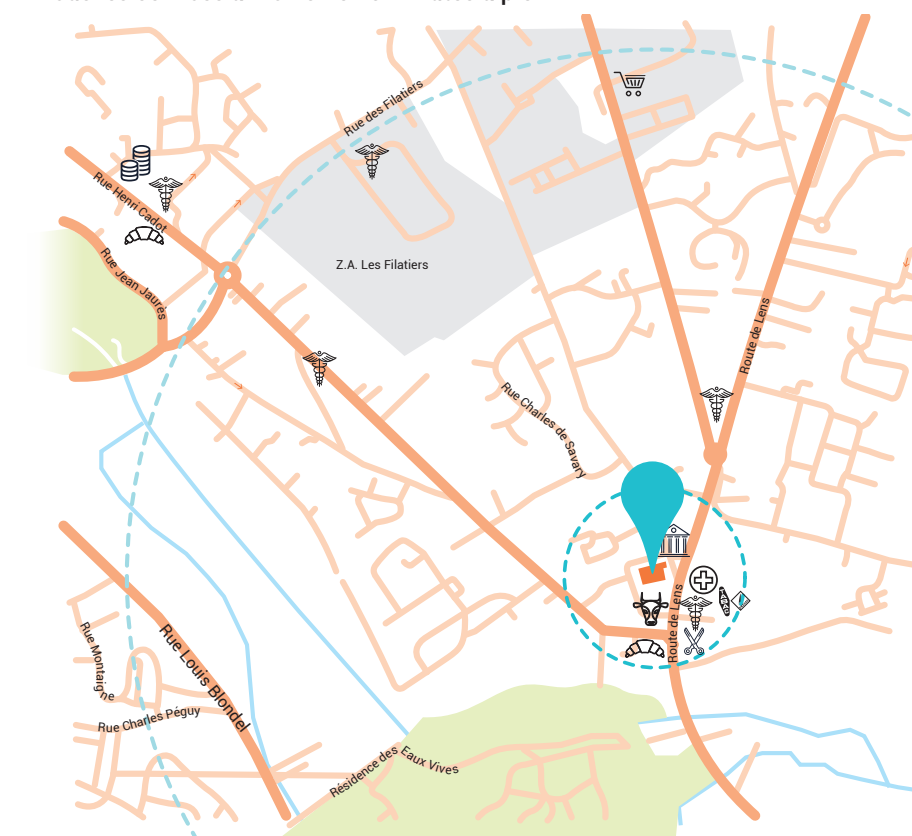 Rue des Filatiers
Rue Henri Cadot
Rue Jean Jaurès
Z.A. Les Filatiers
Route de Lens
Rue Charles de Savary
Route de Lens
Rue Montaigne
Rue Louis Blondel
Rue Charles Péguy
Résidence des Eaux Vives